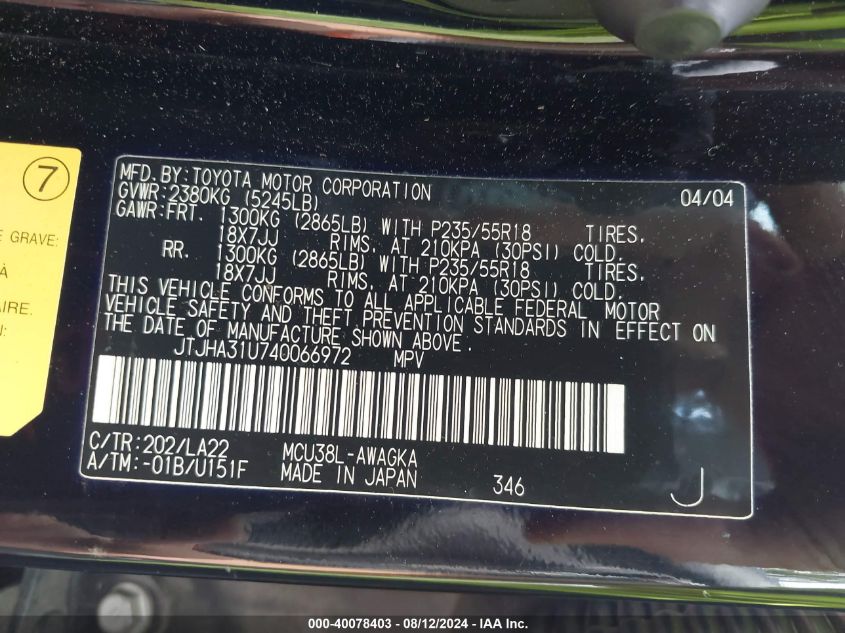 7
E GRAVE:
À
AIRE.
N:
MFD. BY: TOYOTA MOTOR CORPORATION 04/04
GVWR: 2380KG (5245LB)
GAWR: FRT. 1300KG (2865LB) WITH P235/55R18 TIRES,
18X7JJ RIMS, AT 210KPA (30PSI) COLD.
RR. 1300KG (2865LB) WITH P235/55R18 TIRES,
18X7JJ RIMS, AT 210KPA (30PSI) COLD.
THIS VEHICLE CONFORMS TO ALL APPLICABLE FEDERAL MOTOR
VEHICLE SAFETY AND THEFT PREVENTION STANDARDS IN EFFECT ON
THE DATE OF MANUFACTURE SHOWN ABOVE.
JTJHA31U740066972 MPV
C/TR: 202/LA22 MCU38L-AWAGKA
A/TM: -01B/U151F MADE IN JAPAN 346 J
000-40078403 - 08/12/2024 - IAA Inc.